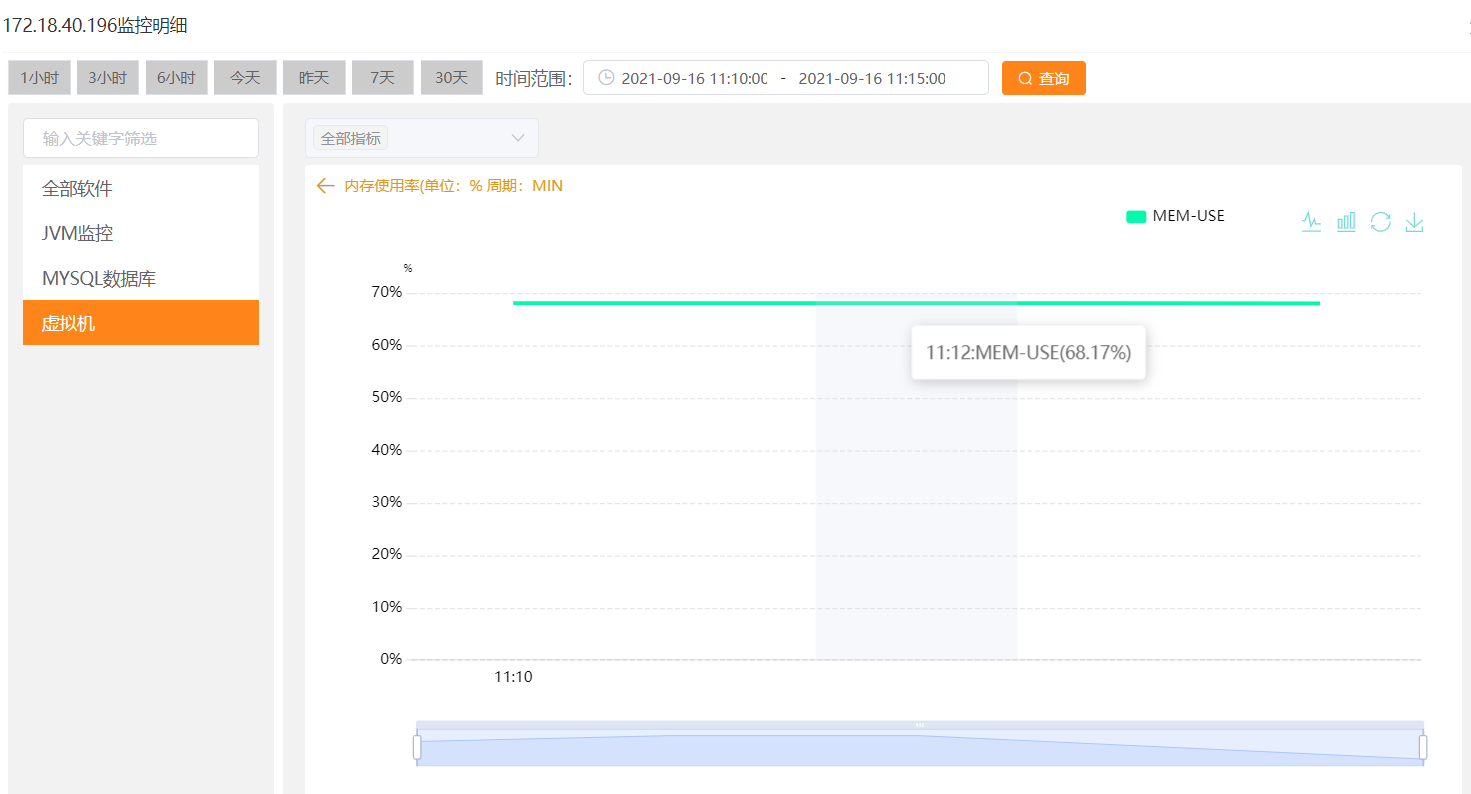 172.18.40.196监控明细
1小时 3小时 6小时 今天 昨天 7天 30天 时间范围： 2021-09-16 11:10:00 - 2021-09-16 11:15:00 查询
输入关键字筛选
全部指标
全部软件
JVM监控
MYSQL数据库
虚拟机
内存使用率(单位：% 周期：MIN
MEM-USE
%
70%
60%
11:12:MEM-USE(68.17%)
50%
40%
30%
20%
10%
0%
11:10